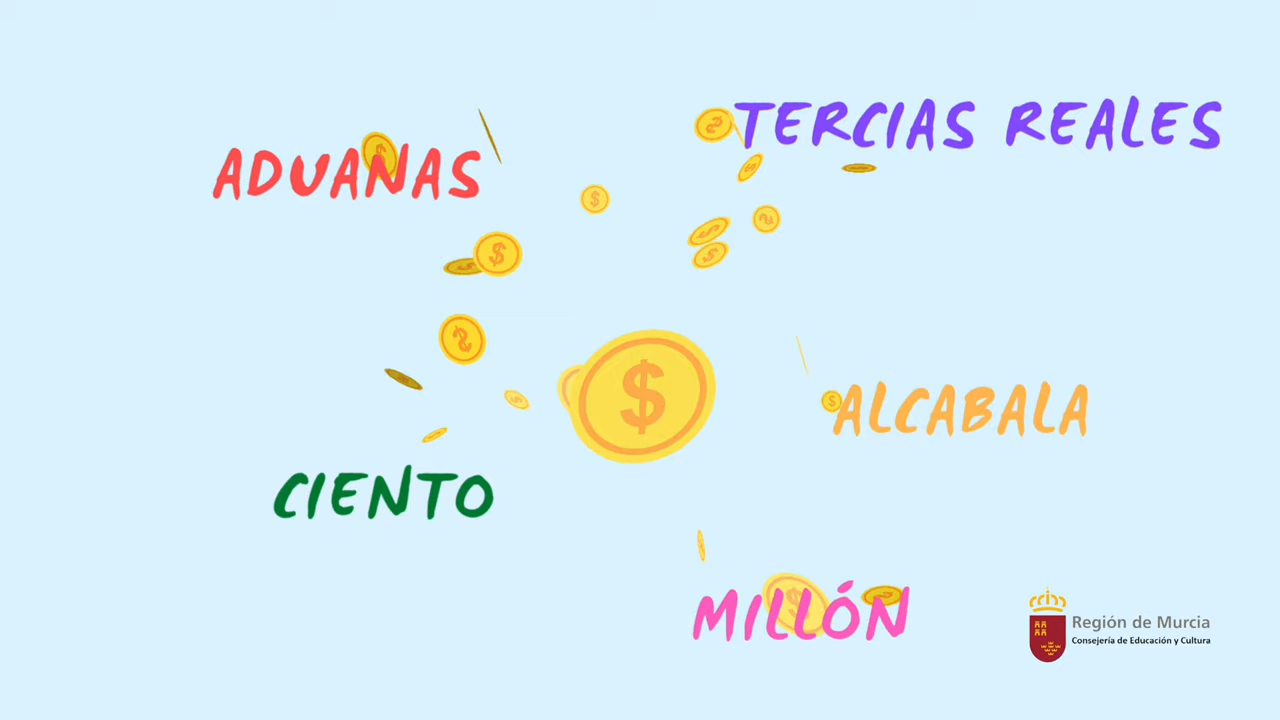 TERCIAS REALES
ADUANAS
$
ALCABALA
CIENTO
MILLÓN
Región de Murcia
Consejería de Educación y Cultura